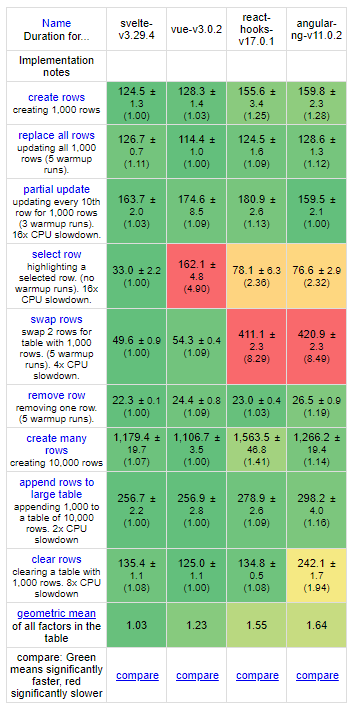 Name svelte- vue-v3.0.2 react- angular-
Duration for... v3.29.4 hooks- ng-v11.0.2
v17.0.1
Implementation
notes
create rows 124.5 ± 128.3 ± 155.6 ± 159.8 ±
creating 1,000 rows 1.3 1.4 3.4 2.3
(1.00) (1.03) (1.25) (1.28)
replace all rows 126.7 ± 114.4 ± 124.5 ± 128.6 ±
updating all 1,000 0.7 1.0 1.6 1.3
rows (5 warmup (1.11) (1.00) (1.09) (1.12)
runs).
partial update 163.7 ± 174.6 ± 180.9 ± 159.5 ±
updating every 10th 2.0 8.5 2.6 2.1
row for 1,000 rows (1.03) (1.09) (1.13) (1.00)
(3 warmup runs).
16x CPU slowdown.
select row 33.0 ± 2.2 162.1 ± 78.1 ± 6.3 76.6 ± 2.9
highlighting a (1.00) 4.8 (2.36) (2.32)
selected row. (no (4.90)
warmup runs). 16x
CPU slowdown.
swap rows 49.6 ± 0.9 54.3 ± 0.4 411.1 ± 420.9 ±
swap 2 rows for (1.00) (1.09) 2.3 2.3
table with 1,000 (8.29) (8.49)
rows. (5 warmup
runs). 4x CPU
slowdown.
remove row 22.3 ± 0.1 24.4 ± 0.8 23.0 ± 0.4 26.5 ± 0.9
removing one row. (1.00) (1.09) (1.03) (1.19)
(5 warmup runs).
create many 1,179.4 ± 1,106.7 ± 1,563.5 ± 1,266.2 ±
rows 19.7 3.5 46.8 19.4
creating 10,000 rows (1.07) (1.00) (1.41) (1.14)
append rows to 256.7 ± 256.9 ± 278.9 ± 298.2 ±
large table 2.2 2.8 2.6 4.0
appending 1,000 to (1.00) (1.00) (1.09) (1.16)
a table of 10,000
rows. 2x CPU
slowdown
clear rows 135.4 ± 125.0 ± 134.8 ± 242.1 ±
clearing a table with 1.1 1.1 0.5 1.7
1,000 rows. 8x CPU (1.08) (1.00) (1.08) (1.94)
slowdown
geometric mean 1.03 1.23 1.55 1.64
of all factors in the
table
compare: Green compare compare compare compare
means significantly
faster, red
significantly slower